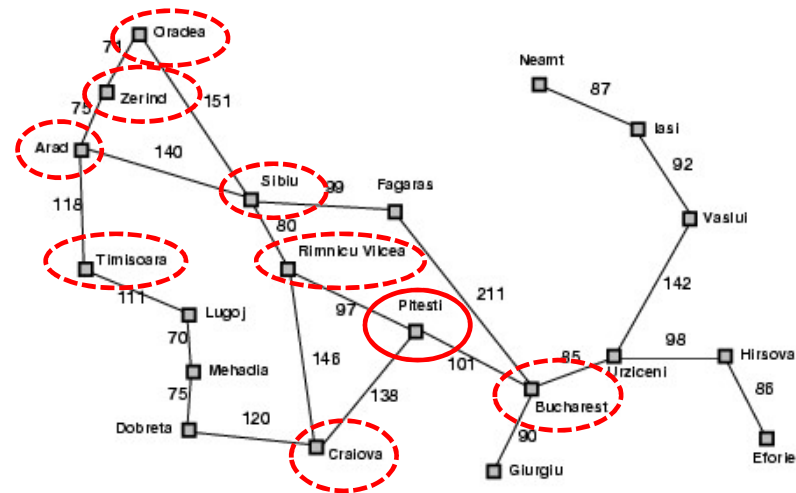 Oradea
71
Neamt
87
Zerind
75
151
Iasi
Arad
140
92
Sibiu
99
Fagaras
118
80
Vaslui
Timisoara
Rimnicu Vilcea
142
111
211
Lugoj
97
Pitesti
70
98
Hirsova
146
101
85
Urziceni
Mehadia
75
138
86
Bucharest
120
Dobreta
90
Craiova
Eforie
Giurgiu